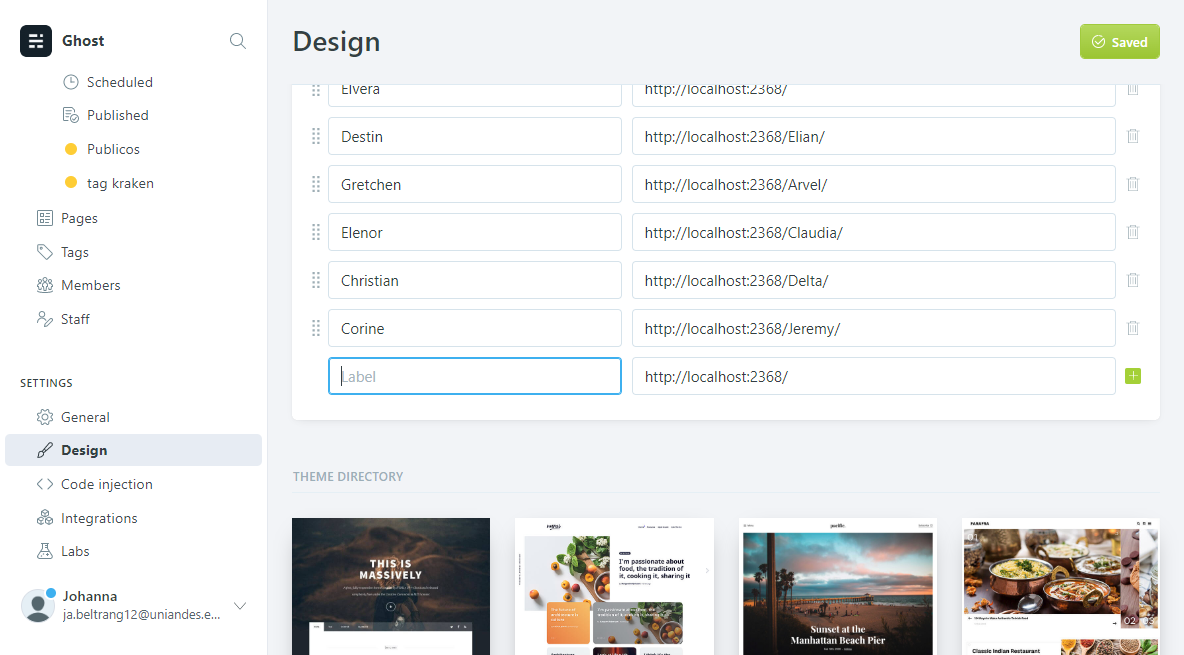 Ghost
Scheduled
Published
Publicos
tag kraken
Pages
Tags
Members
Staff
SETTINGS
General
Design
Code injection
Integrations
Labs
Johanna
ja.beltrang12@uniandes.e...
Design
Saved
Elvera http://localhost:2368/
Destin http://localhost:2368/Elian/
Gretchen http://localhost:2368/Arvel/
Elenor http://localhost:2368/Claudia/
Christian http://localhost:2368/Delta/
Corine http://localhost:2368/Jeremy/
Label http://localhost:2368/
THEME DIRECTORY
THIS IS
MASSIVELY
I'm passionate about
food, the tradition of
it, cooking it, sharing it
pacific.
Sunset at the
Manhattan Beach Pier
01
02
03
Classic Indian Restaurant